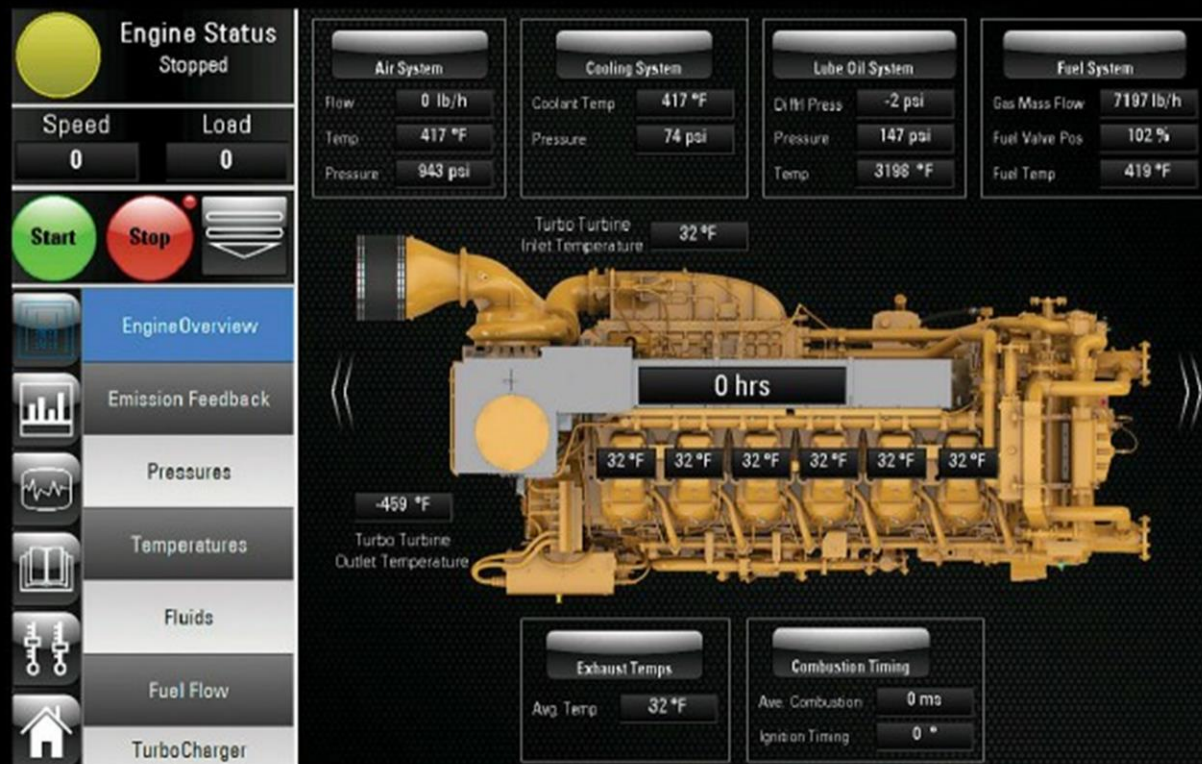 Engine Status
Stopped
Speed
Load
0
0
Start
Stop
EngineOverview
Emission Feedback
Pressures
Temperatures
Fluids
Fuel Flow
TurboCharger
Air System
Flow
0 lb/h
Temp
417 °F
Pressure
943 psi
Cooling System
Coolant Temp
417 °F
Pressure
74 psi
Lube Oil System
Diffrl Press
-2 psi
Pressure
147 psi
Temp
3198 °F
Fuel System
Gas Mass Flow
7197 lb/h
Fuel Valve Pos
102 %
Fuel Temp
419 °F
Turbo Turbine
Inlet Temperature
32 °F
0 hrs
32 °F
32 °F
32 °F
32 °F
32 °F
32 °F
-459 °F
Turbo Turbine
Outlet Temperature
Exhaust Temps
Avg. Temp
32 °F
Combustion Timing
Ave. Combustion
0 ms
Ignition Timing
0 °